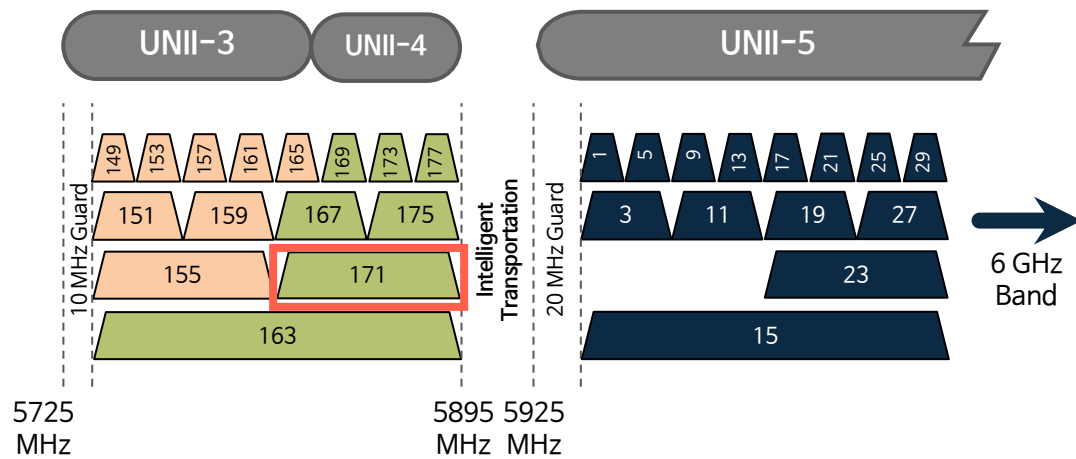 UNII-3
UNII-4
UNII-5
10 MHz Guard
149
153
157
161
165
169
173
177
151
159
167
175
155
171
163
Intelligent
Transportation
20 MHz Guard
1
5
9
13
17
21
25
29
3
11
19
27
23
15
6 GHz
Band
5725
MHz
5895
MHz
5925
MHz